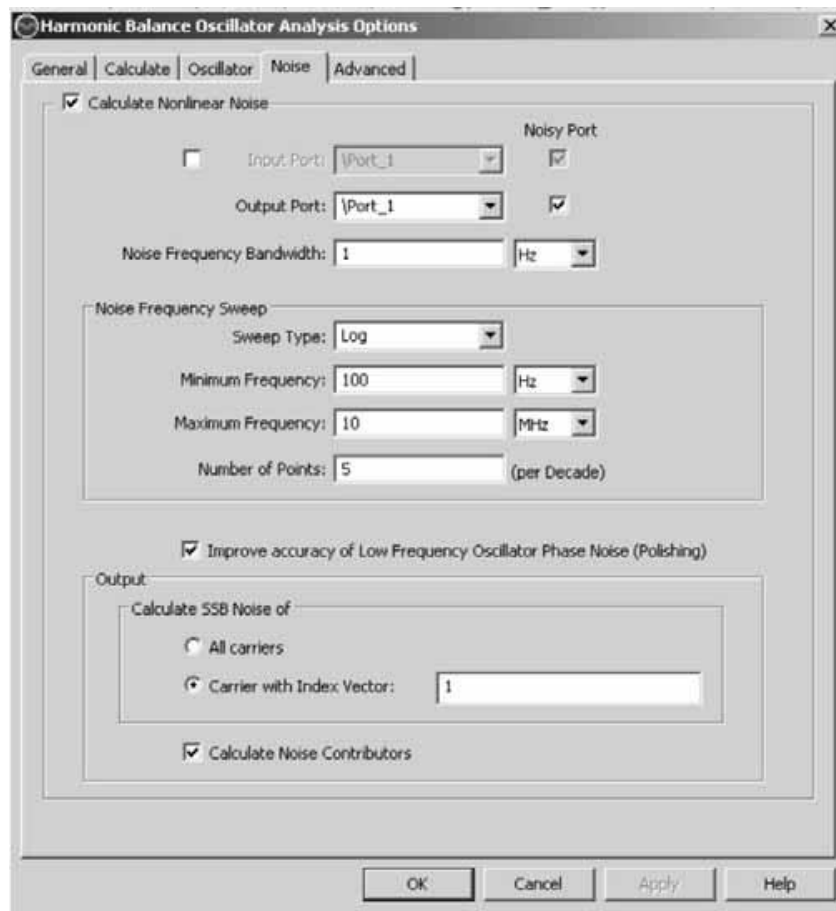 Harmonic Balance Oscillator Analysis Options
General Calculate Oscillator Noise Advanced
Calculate Nonlinear Noise
Noisy Port
Input Port: \Port_1
Output Port: \Port_1
Noise Frequency Bandwidth: 1 Hz
Noise Frequency Sweep
Sweep Type: Log
Minimum Frequency: 100 Hz
Maximum Frequency: 10 MHz
Number of Points: 5 (per Decade)
Improve accuracy of Low Frequency Oscillator Phase Noise (Polishing)
Output
Calculate SSB Noise of
All carriers
Carrier with Index Vector: 1
Calculate Noise Contributors
OK Cancel Apply Help